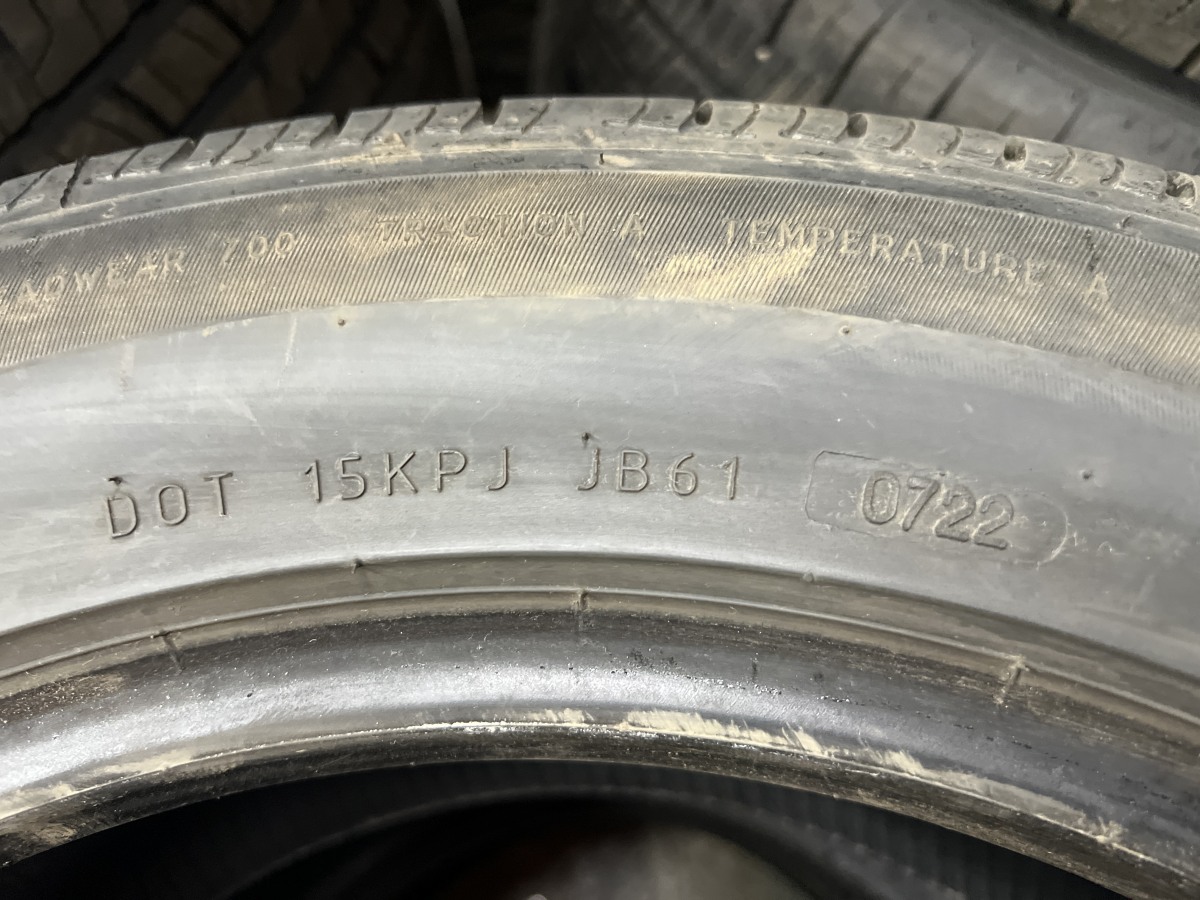 ADWEAR 700 TRACTION A TEMPERATURE A
DOT 15KPJ JB61 0722